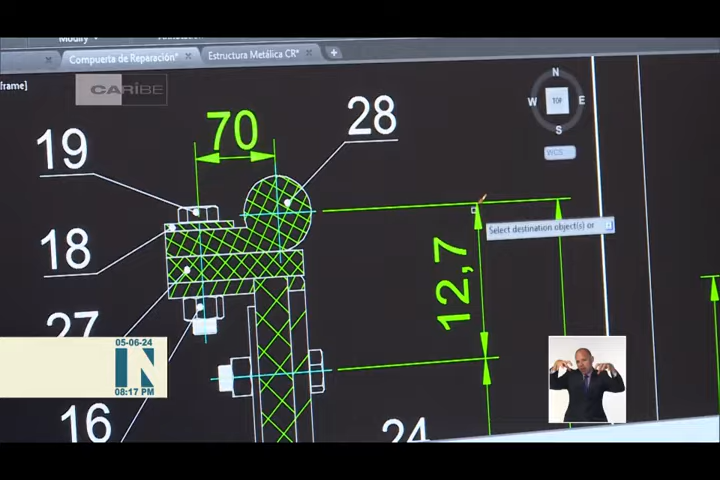 Modify
Compuerta de Reparación*
Estructura Metálica CR*
frame]
CARIBE
N
W
TOP
E
S
WCS
70
28
19
18
Select destination object(s) or
12,7
27
05-06-24
IN
08:17 PM
16
24